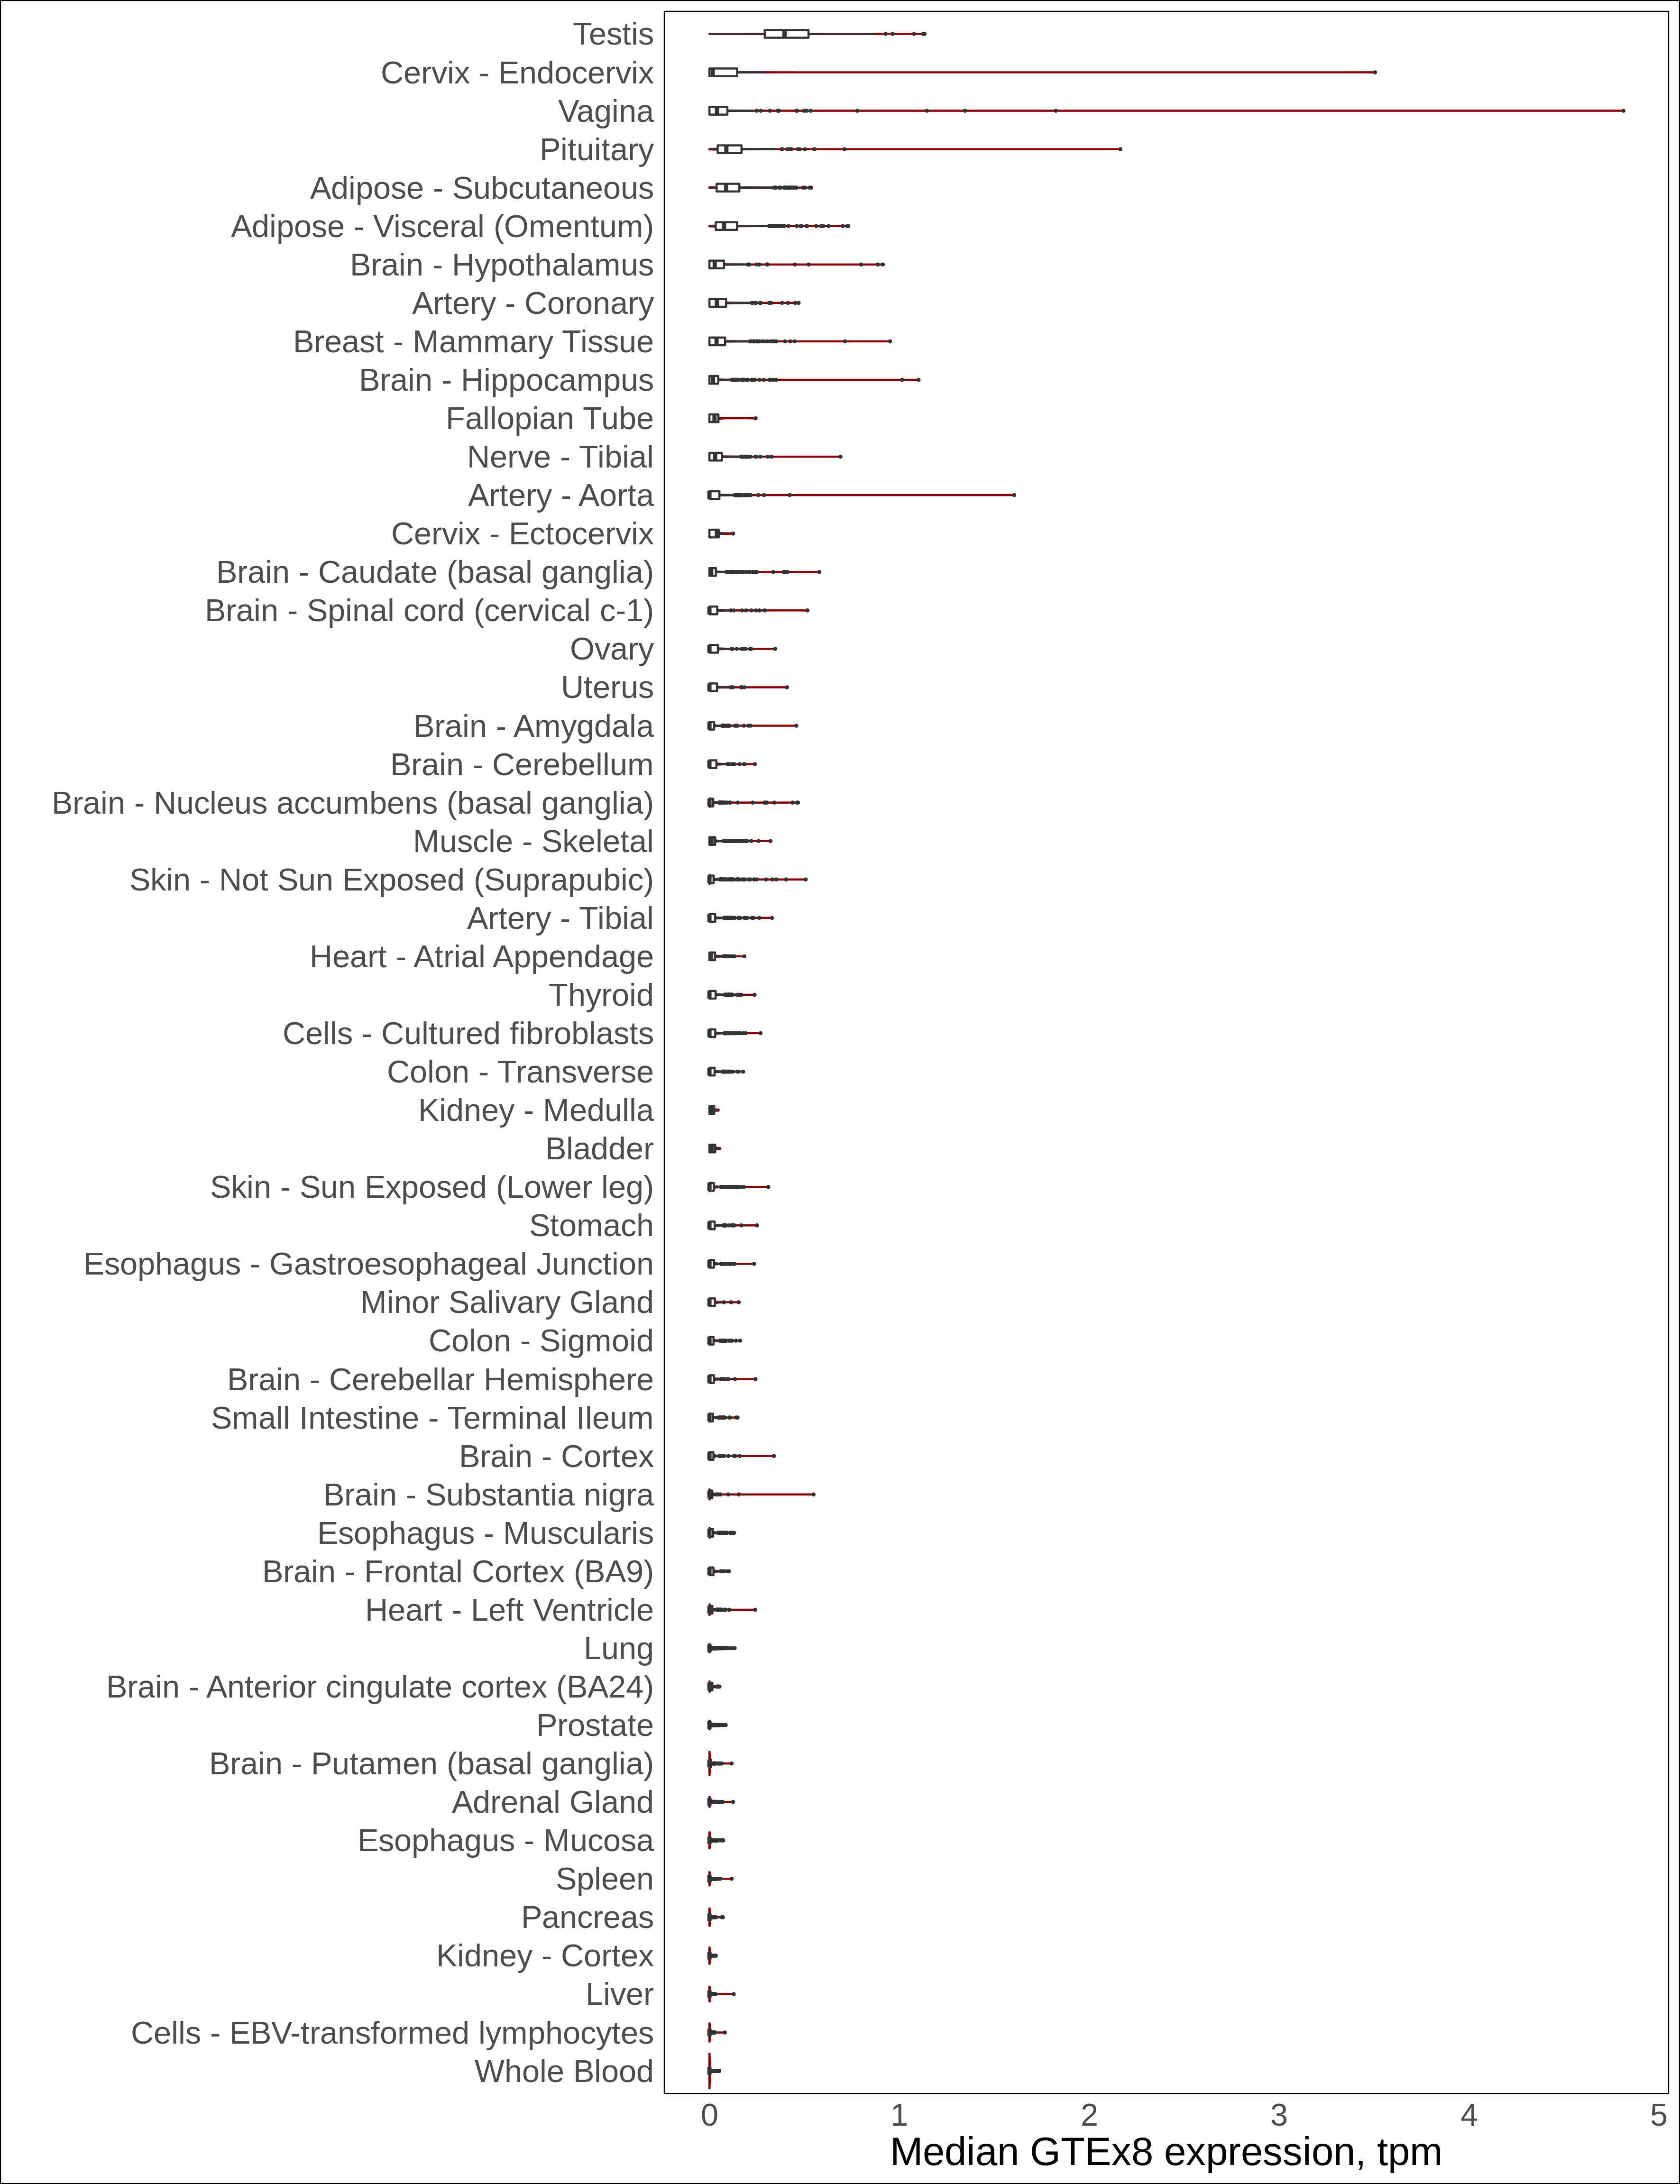 Testis
Cervix - Endocervix
Vagina
Pituitary
Adipose - Subcutaneous
Adipose - Visceral (Omentum)
Brain - Hypothalamus
Artery - Coronary
Breast - Mammary Tissue
Brain - Hippocampus
Fallopian Tube
Nerve - Tibial
Artery - Aorta
Cervix - Ectocervix
Brain - Caudate (basal ganglia)
Brain - Spinal cord (cervical c-1)
Ovary
Uterus
Brain - Amygdala
Brain - Cerebellum
Brain - Nucleus accumbens (basal ganglia)
Muscle - Skeletal
Skin - Not Sun Exposed (Suprapubic)
Artery - Tibial
Heart - Atrial Appendage
Thyroid
Cells - Cultured fibroblasts
Colon - Transverse
Kidney - Medulla
Bladder
Skin - Sun Exposed (Lower leg)
Stomach
Esophagus - Gastroesophageal Junction
Minor Salivary Gland
Colon - Sigmoid
Brain - Cerebellar Hemisphere
Small Intestine - Terminal Ileum
Brain - Cortex
Brain - Substantia nigra
Esophagus - Muscularis
Brain - Frontal Cortex (BA9)
Heart - Left Ventricle
Lung
Brain - Anterior cingulate cortex (BA24)
Prostate
Brain - Putamen (basal ganglia)
Adrenal Gland
Esophagus - Mucosa
Spleen
Pancreas
Kidney - Cortex
Liver
Cells - EBV-transformed lymphocytes
Whole Blood
0 1 2 3 4 5
Median GTEx8 expression, tpm